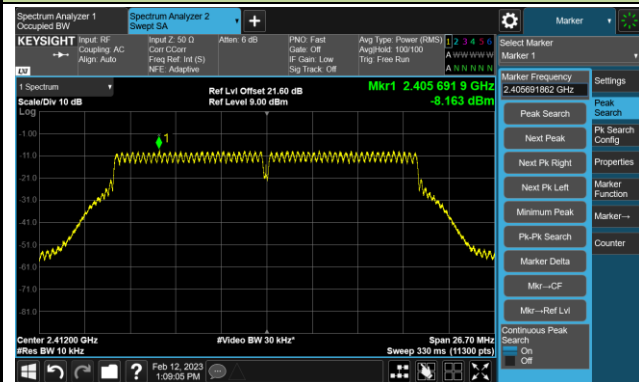 Spectrum Analyzer 1
Occupied BW
Spectrum Analyzer 2
Swept SA
+
Marker
KEYSIGHT
LXI
Input: RF
Coupling: AC
Align: Auto
Input Z: 50 Ω
Corr CCorr
Freq Ref: Int (S)
NFE: Adaptive
Atten: 6 dB
PNO: Fast
Gate: Off
IF Gain: Low
Sig Track: Off
Avg Type: Power (RMS)
Avg|Hold: 100/100
Trig: Free Run
1 2 3 4 5 6
A W W W W W
A N N N N N
Select Marker
Marker 1
1 Spectrum
Scale/Div 10 dB
Log
Ref Lvl Offset 21.60 dB
Ref Level 9.00 dBm
Mkr1 2.405 691 9 GHz
-8.163 dBm
1
-1.00
-11.0
-21.0
-31.0
-41.0
-51.0
-61.0
-71.0
-81.0
Center 2.41200 GHz
#Res BW 10 kHz
#Video BW 30 kHz*
Span 26.70 MHz
Sweep 330 ms (11300 pts)
Marker Frequency
2.405691862 GHz
Peak Search
Next Peak
Next Pk Right
Next Pk Left
Minimum Peak
Pk-Pk Search
Marker Delta
Mkr→CF
Mkr→Ref Lvl
Continuous Peak
Search
On
Off
Settings
Peak
Search
Pk Search
Config
Properties
Marker
Function
Marker→
Counter
?
Feb 12, 2023
1:09:05 PM